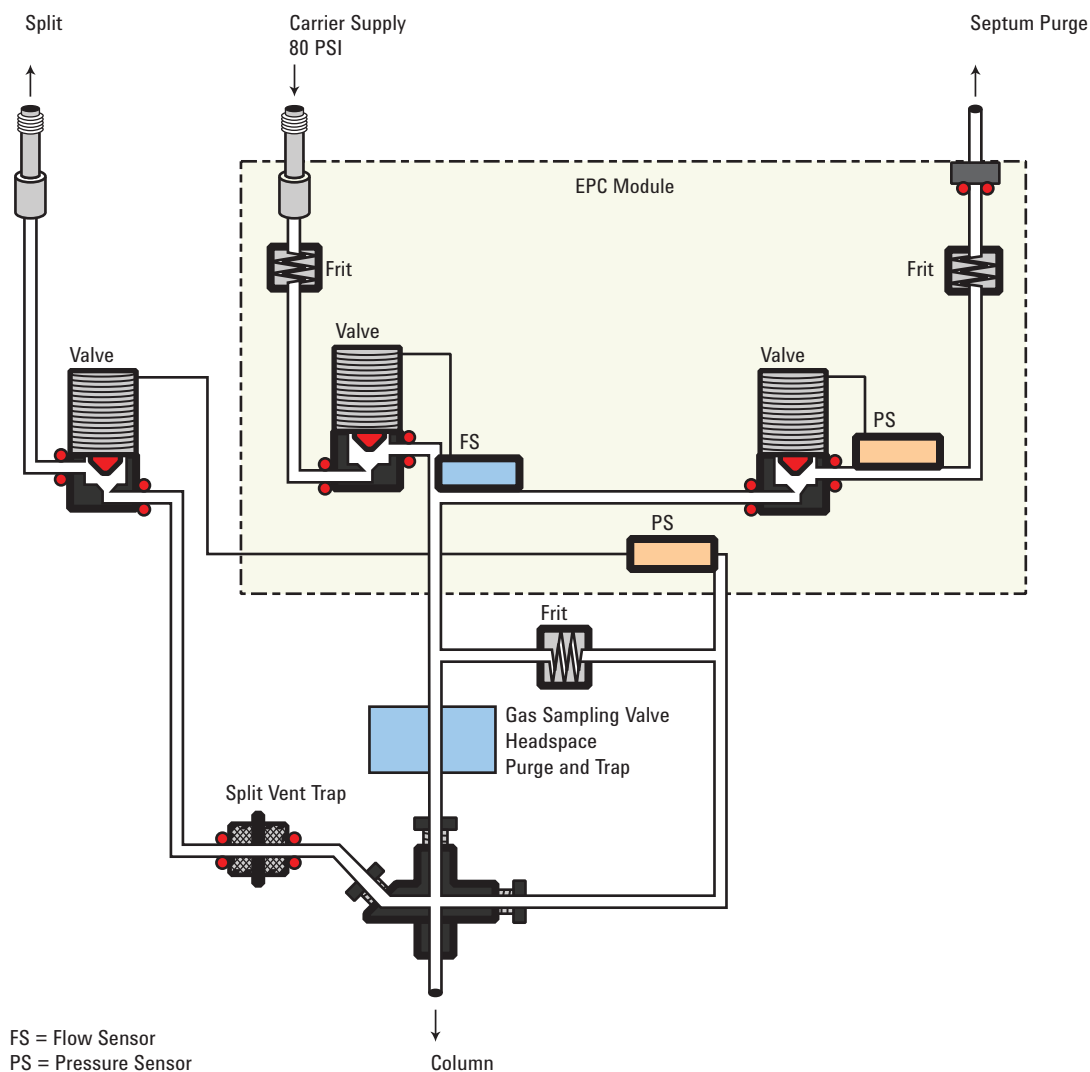 Split
Carrier Supply
80 PSI
Septum Purge
EPC Module
Frit
Frit
Valve
Valve
Valve
FS
PS
PS
Frit
Gas Sampling Valve
Headspace
Purge and Trap
Split Vent Trap
FS = Flow Sensor
PS = Pressure Sensor
Column